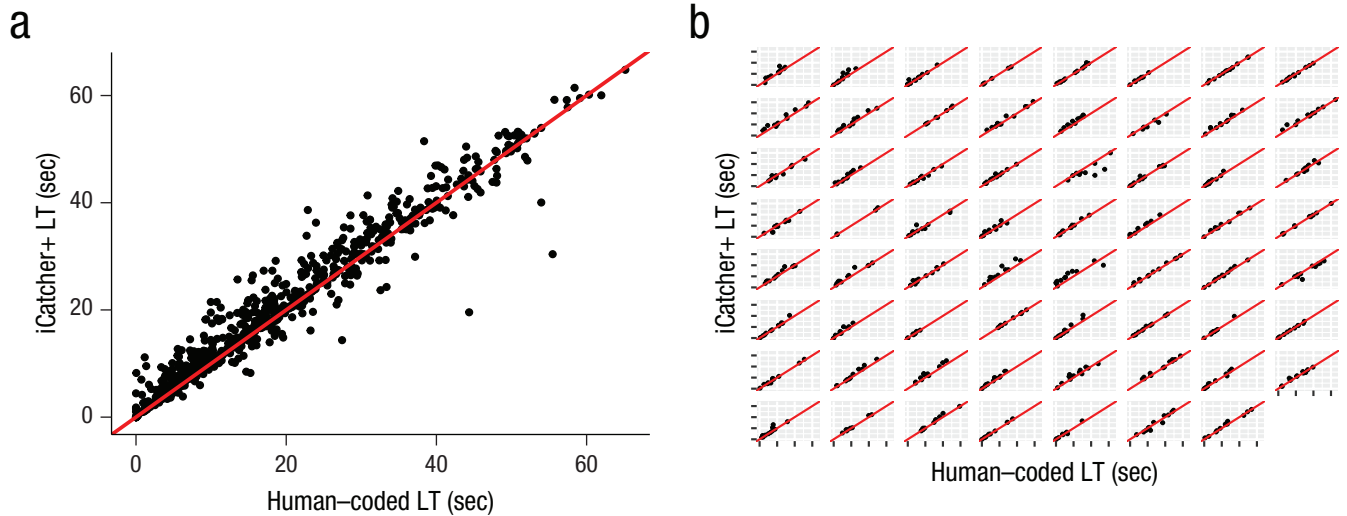 a
b
60
40
20
0
iCatcher+ LT (sec)
0 20 40 60
Human–coded LT (sec)
iCatcher+ LT (sec)
Human–coded LT (sec)